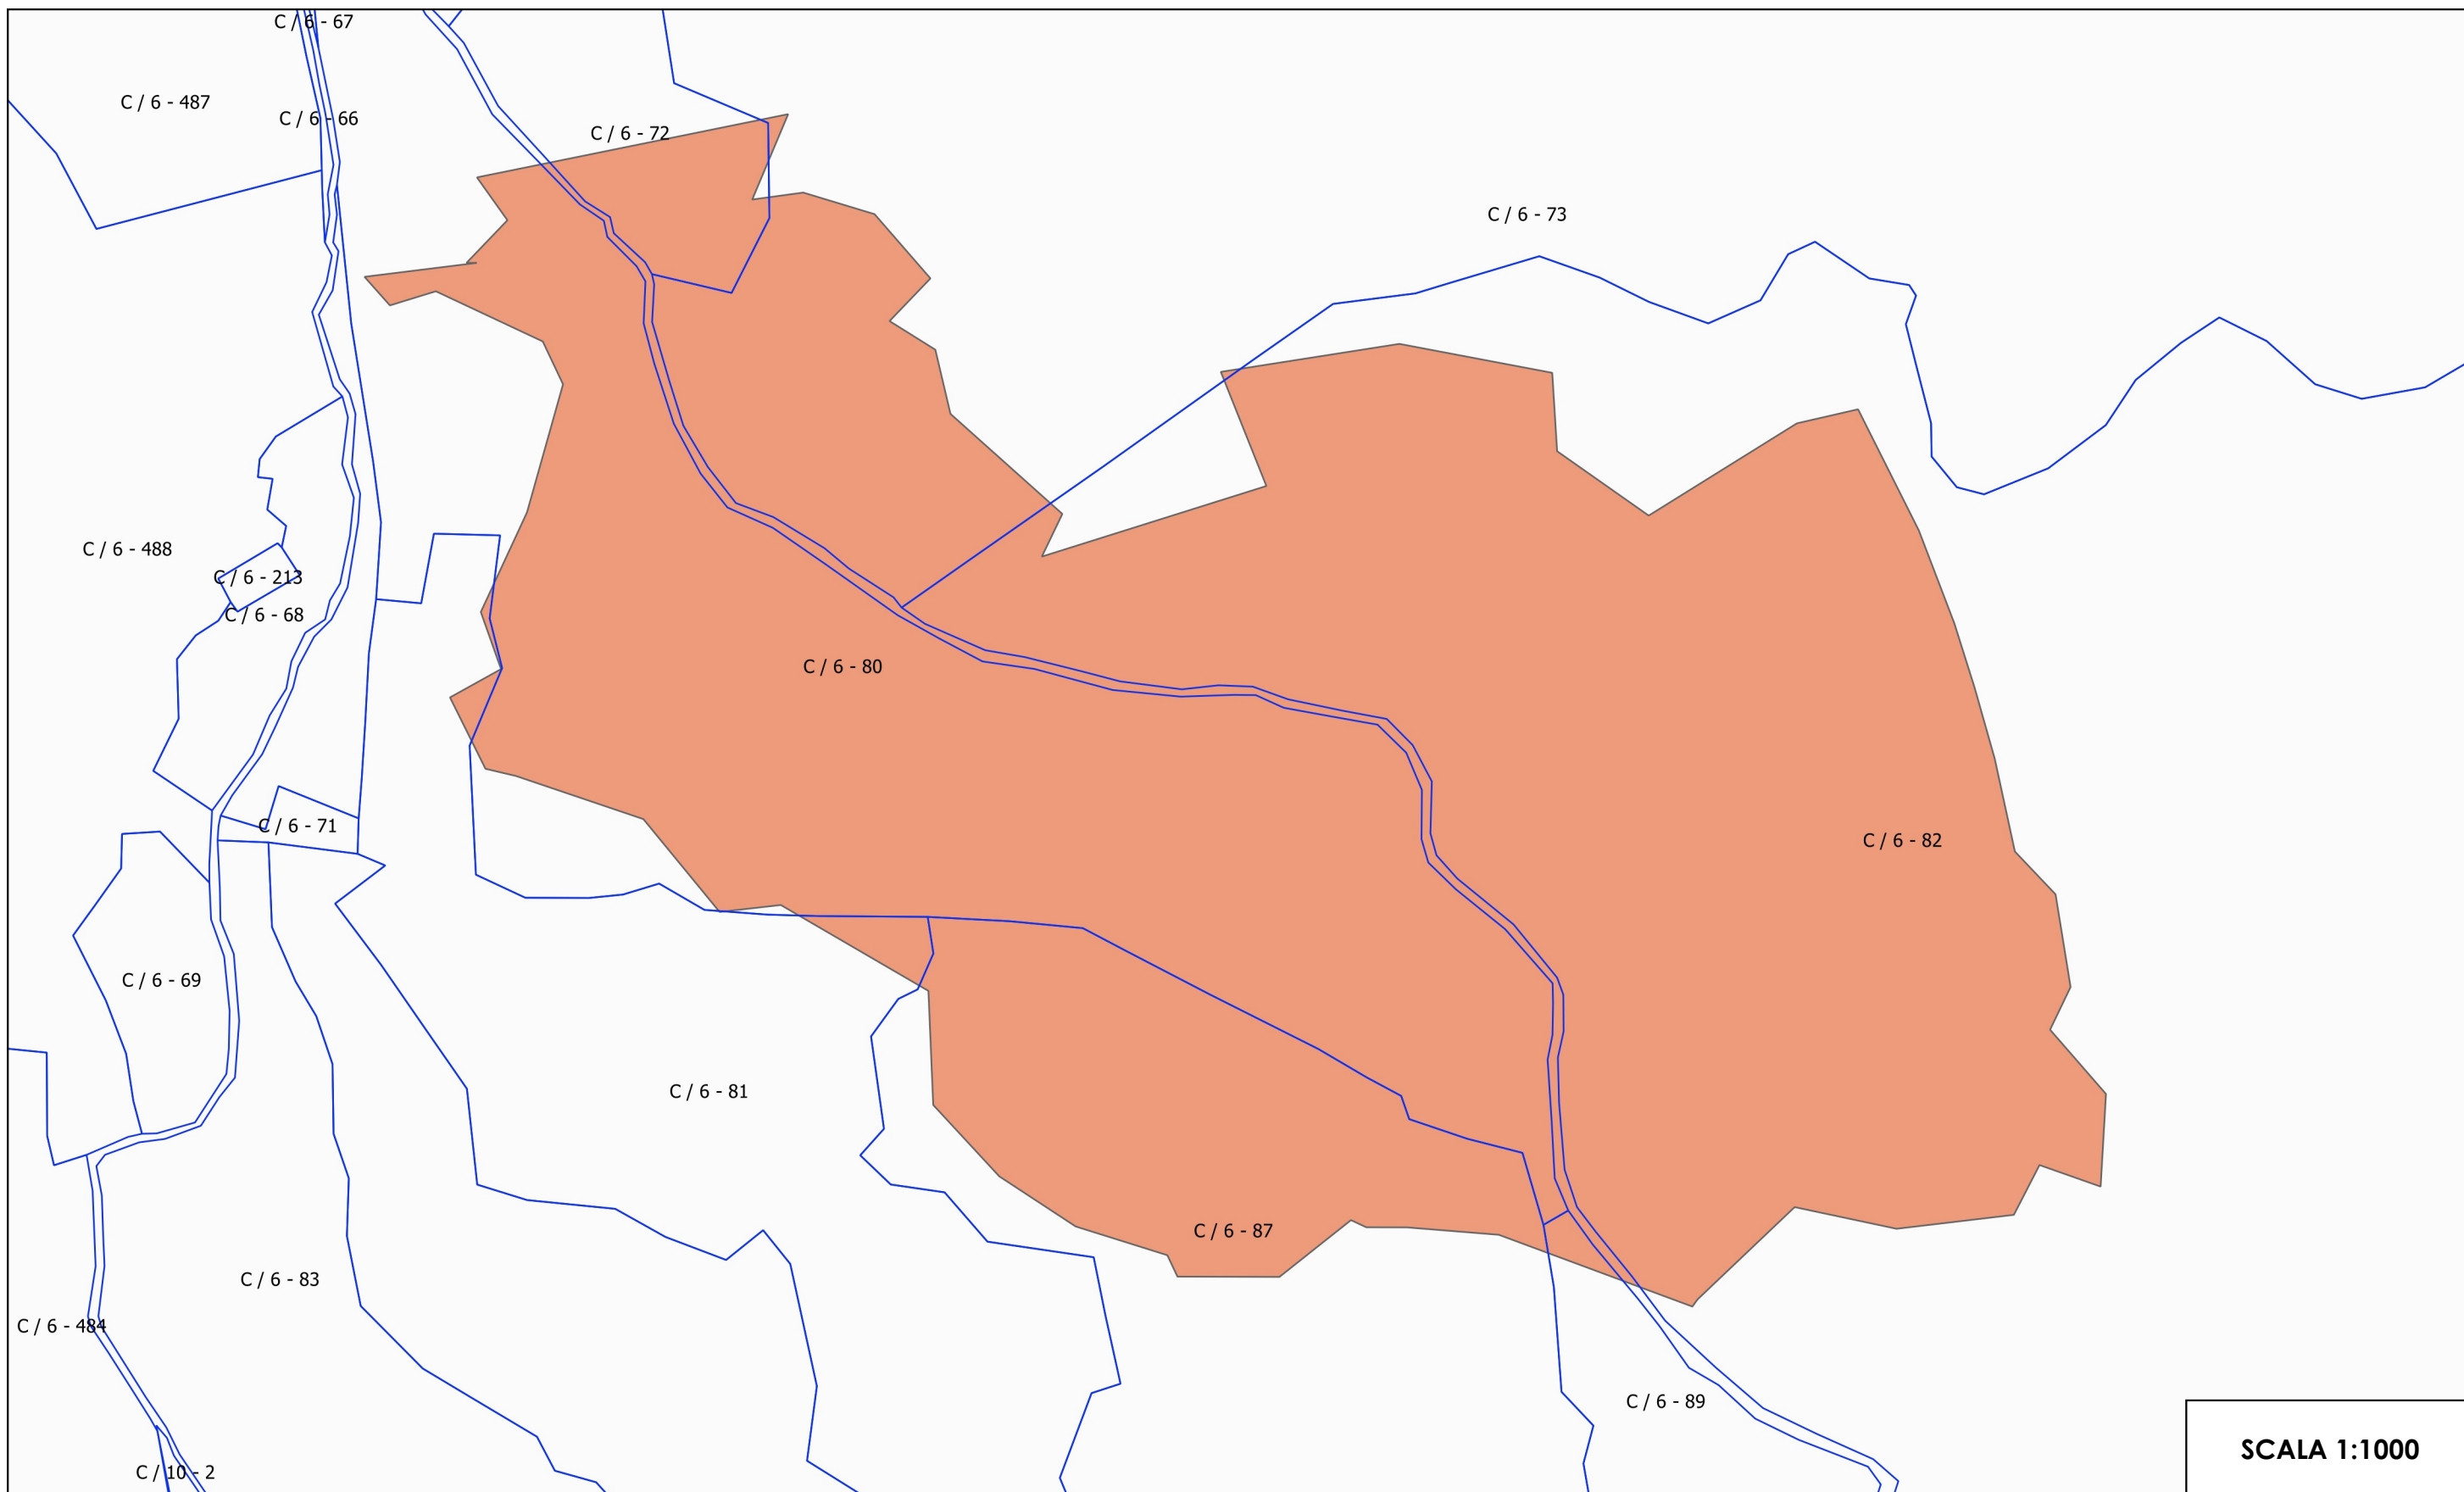 C / 6 - 67
C / 6 - 487
C / 6 - 66
C / 6 - 72
C / 6 - 73
C / 6 - 488
C / 6 - 213
C / 6 - 68
C / 6 - 80
C / 6 - 71
C / 6 - 82
C / 6 - 69
C / 6 - 81
C / 6 - 87
C / 6 - 83
C / 6 - 484
C / 6 - 89
SCALA 1:1000
C / 10 - 2